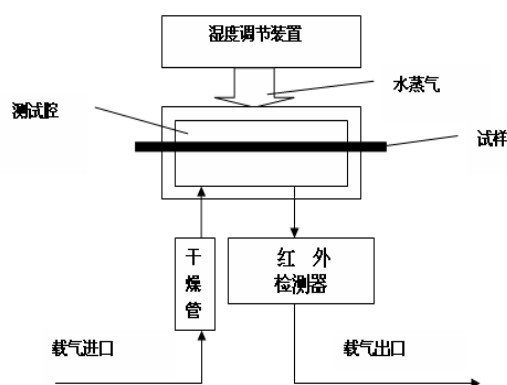 湿度调节装置
水蒸气
测试腔
试样
干
燥
管
红 外
检测器
载气进口
载气出口